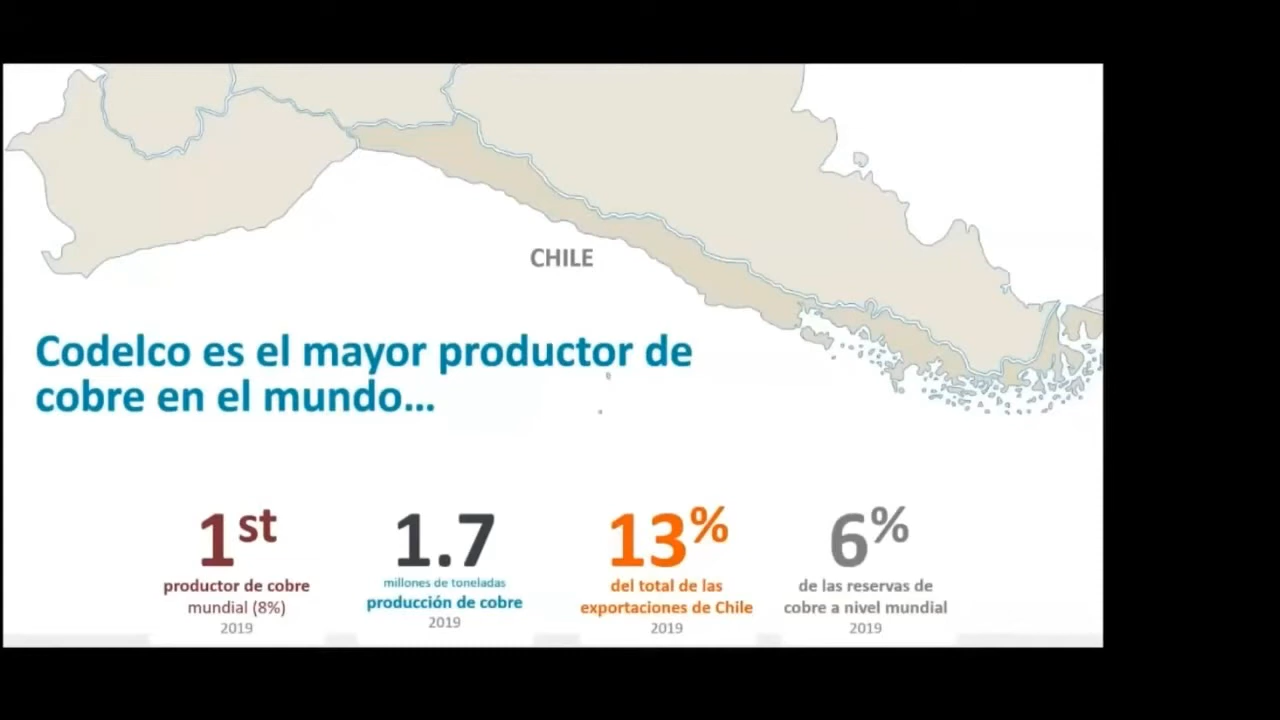 CHILE
Codelco es el mayor productor de
cobre en el mundo...
1st
productor de cobre
mundial (8%)
2019
1.7
millones de toneladas
producción de cobre
2019
13%
del total de las
exportaciones de Chile
2019
6%
de las reservas de
cobre a nivel mundial
2019